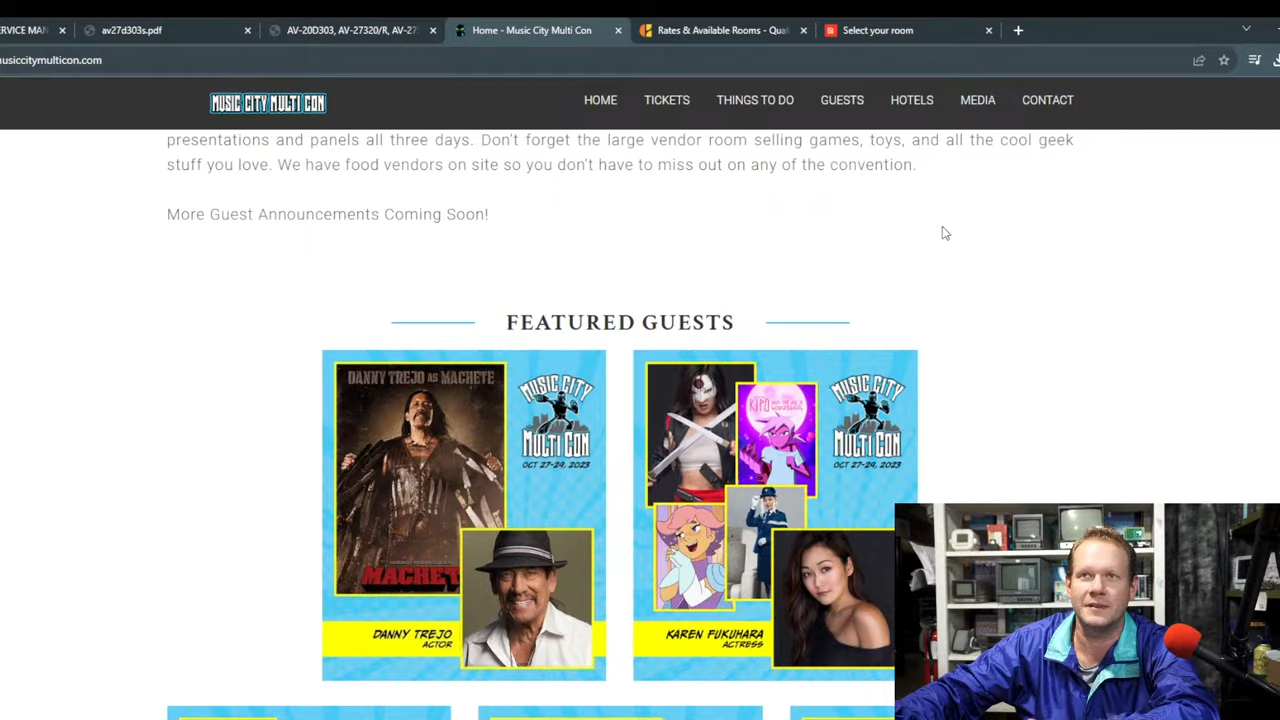 ERVICE MAN
av27d303s.pdf
AV-20D303, AV-27320/R, AV-27
Home - Music City Multi Con
Rates & Available Rooms - Qual
Select your room
usiccitymulticon.com
MUSIC CITY MULTI CON
HOME
TICKETS
THINGS TO DO
GUESTS
HOTELS
MEDIA
CONTACT
presentations and panels all three days. Don't forget the large vendor room selling games, toys, and all the cool geek
stuff you love. We have food vendors on site so you don't have to miss out on any of the convention.
More Guest Announcements Coming Soon!
FEATURED GUESTS
DANNY TREJO AS MACHETE
MUSIC CITY
MULTI CON
OCT 27-29, 2023
MACHET
DANNY TREJO
ACTOR
KIPO
MUSIC CITY
MULTI CON
OCT 27-29, 2023
KAREN FUKUHARA
ACTRESS